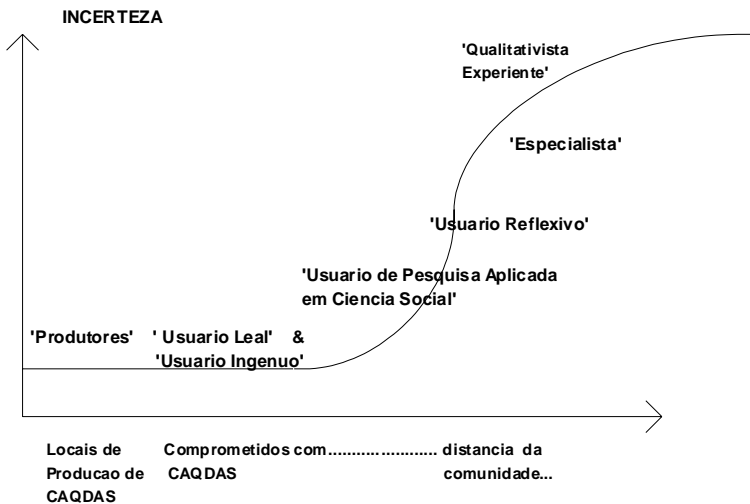 INCERTEZA
'Qualitativista
Experiente'
'Especialista'
'Usuario Reflexivo'
'Usuario de Pesquisa Aplicada
em Ciencia Social'
'Produtores' ' Usuario Leal' &
'Usuario Ingenuo'
Locais de Comprometidos com....................... distancia da
Producao de CAQDAS comunidade...
CAQDAS